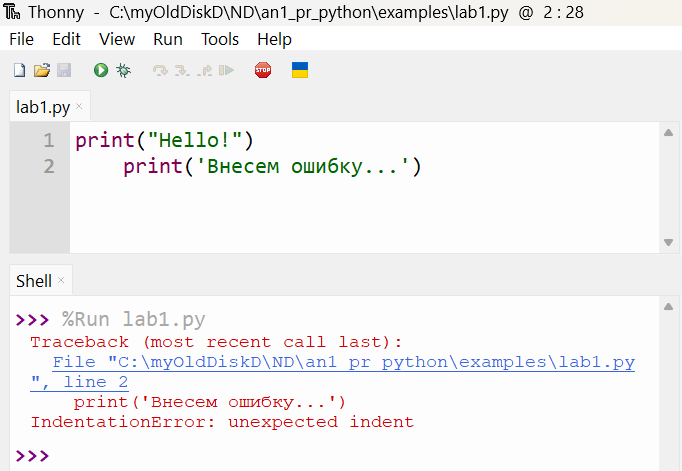 Thonny - C:\myOldDiskD\ND\an1_pr_python\examples\lab1.py @ 2:28
File Edit View Run Tools Help
STOP
lab1.py ×
1 print("Hello!")
2     print('Внесем ошибку...')
Shell ×
>>> %Run lab1.py
Traceback (most recent call last):
  File "C:\myOldDiskD\ND\an1_pr_python\examples\lab1.py
", line 2
    print('Внесем ошибку...')
IndentationError: unexpected indent
>>>